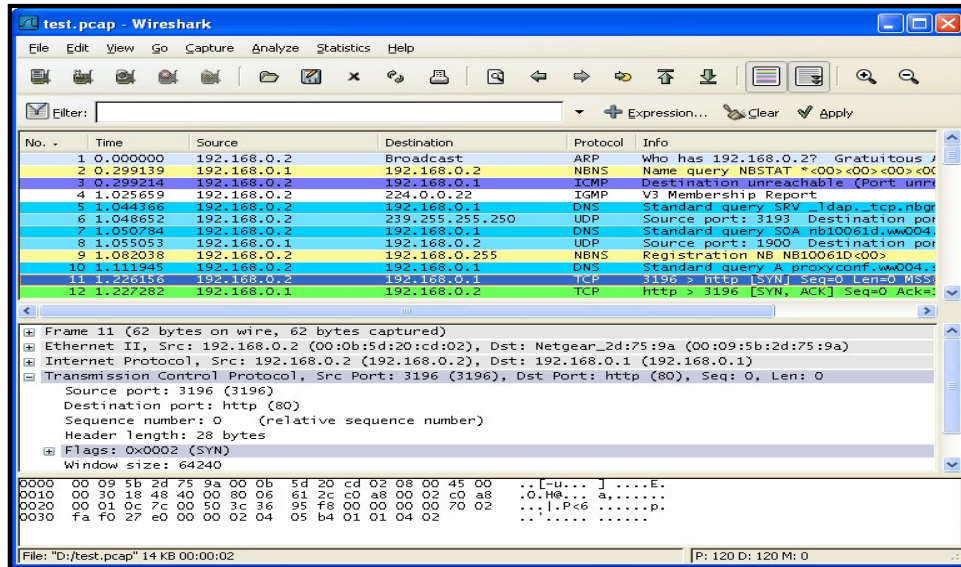 test.pcap - Wireshark
File Edit View Go Capture Analyze Statistics Help
Filter: Expression... Clear Apply
No. - Time Source Destination Protocol Info
1 0.000000 192.168.0.2 Broadcast ARP Who has 192.168.0.2? Gratuitous
2 0.299139 192.168.0.1 192.168.0.2 NBNS Name query NBSTAT *<00><00><00><00
3 0.299214 192.168.0.2 192.168.0.1 ICMP Destination unreachable (Port unre
4 1.025659 192.168.0.2 224.0.0.22 IGMP V3 Membership Report
5 1.044366 192.168.0.2 192.168.0.1 DNS Standard query SRV _ldap._tcp.nbgm
6 1.048652 192.168.0.2 239.255.255.250 UDP Source port: 3193 Destination por
7 1.050784 192.168.0.2 192.168.0.1 DNS Standard query SOA nb10061d.ww004.
8 1.055053 192.168.0.1 192.168.0.2 UDP Source port: 1900 Destination por
9 1.082038 192.168.0.2 192.168.0.255 NBNS Registration NB NB10061D<00>
10 1.111945 192.168.0.2 192.168.0.1 DNS Standard query A proxyconf.ww004.s
11 1.226156 192.168.0.2 192.168.0.1 TCP 3196 > http [SYN] Seq=0 Len=0 MSS=
12 1.227282 192.168.0.1 192.168.0.2 TCP http > 3196 [SYN, ACK] Seq=0 Ack=1
Frame 11 (62 bytes on wire, 62 bytes captured)
Ethernet II, Src: 192.168.0.2 (00:0b:5d:20:cd:02), Dst: Netgear_2d:75:9a (00:09:5b:2d:75:9a)
Internet Protocol, Src: 192.168.0.2 (192.168.0.2), Dst: 192.168.0.1 (192.168.0.1)
Transmission Control Protocol, Src Port: 3196 (3196), Dst Port: http (80), Seq: 0, Len: 0
Source port: 3196 (3196)
Destination port: http (80)
Sequence number: 0 (relative sequence number)
Header length: 28 bytes
Flags: 0x0002 (SYN)
Window size: 64240
0000 00 09 5b 2d 75 9a 00 0b 5d 20 cd 02 08 00 45 00 ..[-u... ] ....E.
0010 00 30 18 48 40 00 80 06 61 2c c0 a8 00 02 c0 a8 .0.H@... a,......
0020 00 01 0c 7c 00 50 3c 36 95 f8 00 00 00 00 70 02 ...|.P<6 ......p.
0030 fa f0 27 e0 00 00 02 04 05 b4 01 01 04 02 ..'..... ......
File: "D:/test.pcap" 14 KB 00:00:02 P: 120 D: 120 M: 0